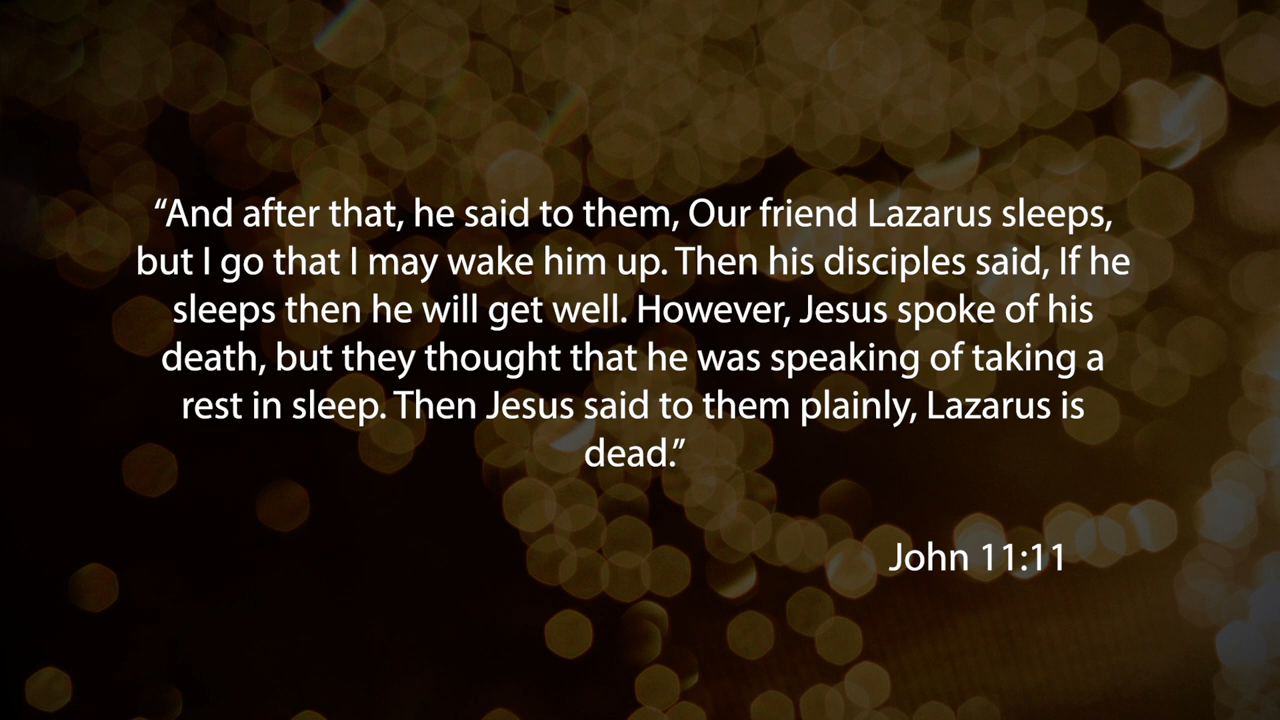 “And after that, he said to them, Our friend Lazarus sleeps,
but I go that I may wake him up. Then his disciples said, If he
sleeps then he will get well. However, Jesus spoke of his
death, but they thought that he was speaking of taking a
rest in sleep. Then Jesus said to them plainly, Lazarus is
dead.”
John 11:11